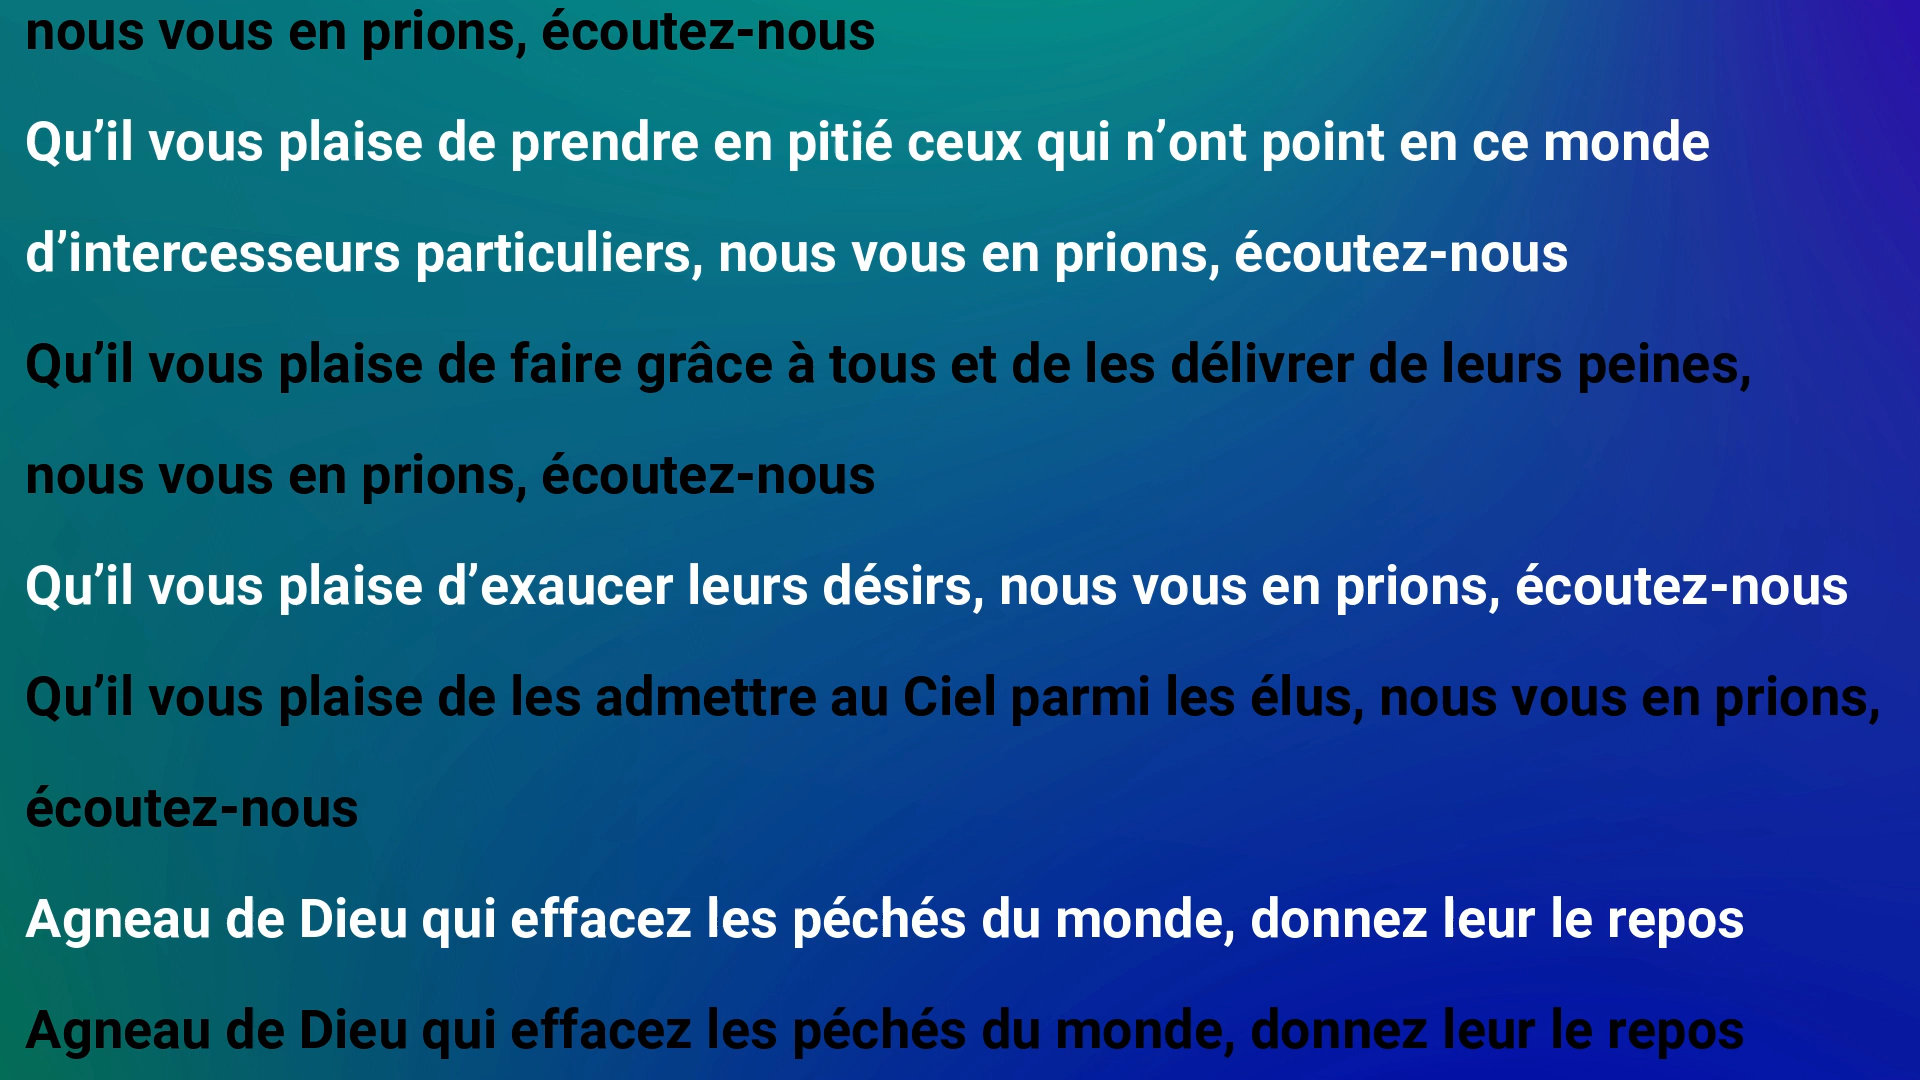 nous vous en prions, écoutez-nous
Qu’il vous plaise de prendre en pitié ceux qui n’ont point en ce monde
d’intercesseurs particuliers, nous vous en prions, écoutez-nous
Qu’il vous plaise de faire grâce à tous et de les délivrer de leurs peines,
nous vous en prions, écoutez-nous
Qu’il vous plaise d’exaucer leurs désirs, nous vous en prions, écoutez-nous
Qu’il vous plaise de les admettre au Ciel parmi les élus, nous vous en prions,
écoutez-nous
Agneau de Dieu qui effacez les péchés du monde, donnez leur le repos
Agneau de Dieu qui effacez les péchés du monde, donnez leur le repos